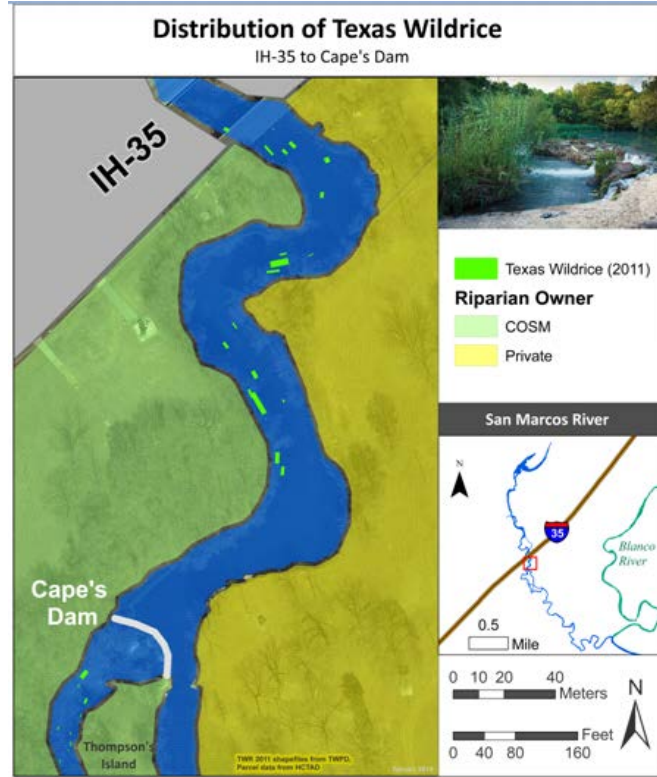 Distribution of Texas Wildrice
IH-35 to Cape's Dam
IH-35
Texas Wildrice (2011)
Riparian Owner
COSM
Private
San Marcos River
N
35
Blanco
River
0.5
Mile
Cape's
Dam
0 10 20 40
Meters
N
Feet
0 40 80 160
Thompson's
Island
TWR 2011 shapefiles from TWPD.
Parcel data from HCTAD